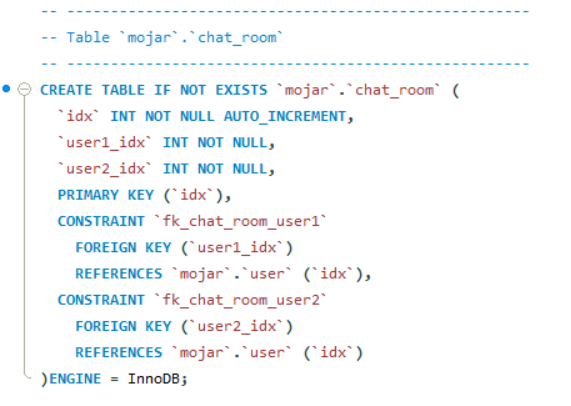 -- -----------------------------------------------------
-- Table `mojar`.`chat_room`
-- -----------------------------------------------------
CREATE TABLE IF NOT EXISTS `mojar`.`chat_room` (
  `idx` INT NOT NULL AUTO_INCREMENT,
  `user1_idx` INT NOT NULL,
  `user2_idx` INT NOT NULL,
  PRIMARY KEY (`idx`),
  CONSTRAINT `fk_chat_room_user1`
    FOREIGN KEY (`user1_idx`)
    REFERENCES `mojar`.`user` (`idx`),
  CONSTRAINT `fk_chat_room_user2`
    FOREIGN KEY (`user2_idx`)
    REFERENCES `mojar`.`user` (`idx`)
)ENGINE = InnoDB;